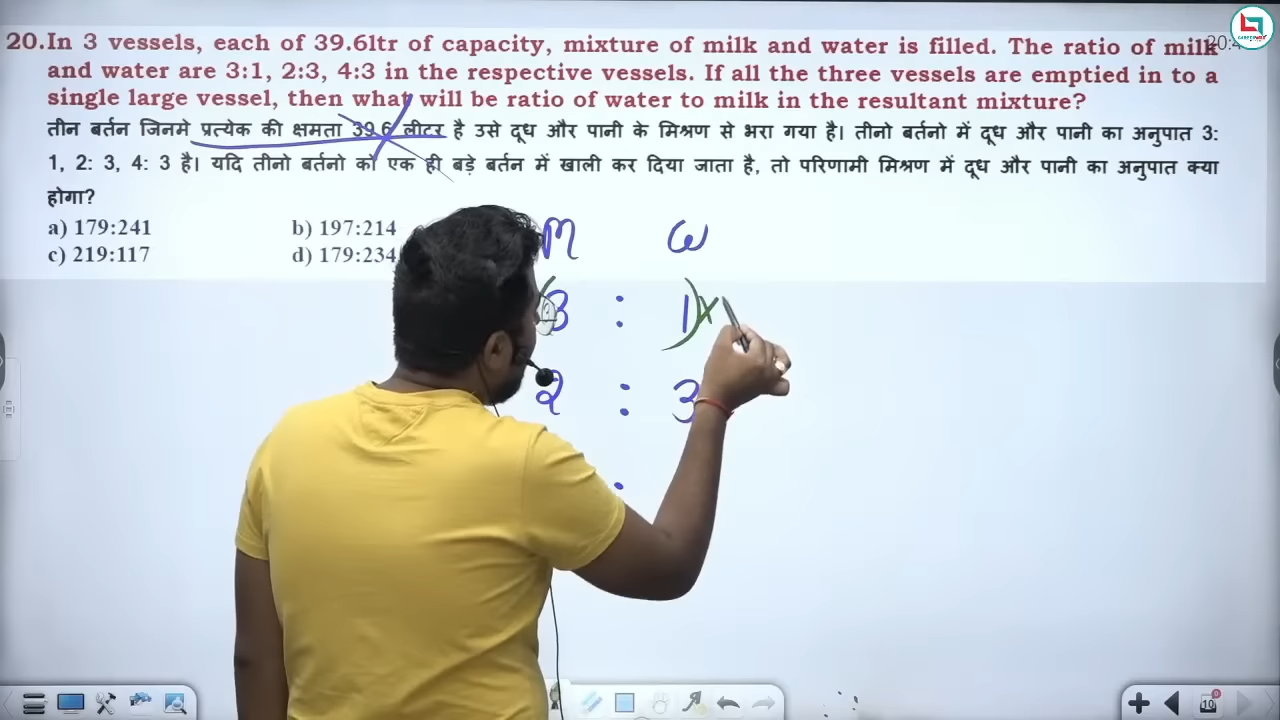 20. In 3 vessels, each of 39.6ltr of capacity, mixture of milk and water is filled. The ratio of milk
and water are 3:1, 2:3, 4:3 in the respective vessels. If all the three vessels are emptied in to a
single large vessel, then what will be ratio of water to milk in the resultant mixture?
तीन बर्तन जिनमे प्रत्येक की क्षमता 39.6 लीटर है उसे दूध और पानी के मिश्रण से भरा गया है। तीनो बर्तनो में दूध और पानी का अनुपात 3:
1, 2: 3, 4: 3 है। यदि तीनो बर्तनो को एक ही बड़े बर्तन में खाली कर दिया जाता है, तो परिणामी मिश्रण में दूध और पानी का अनुपात क्या
होगा?
a) 179:241 b) 197:214
c) 219:117 d) 179:234
M W
(3 : 1)×
2 : 3
:
10